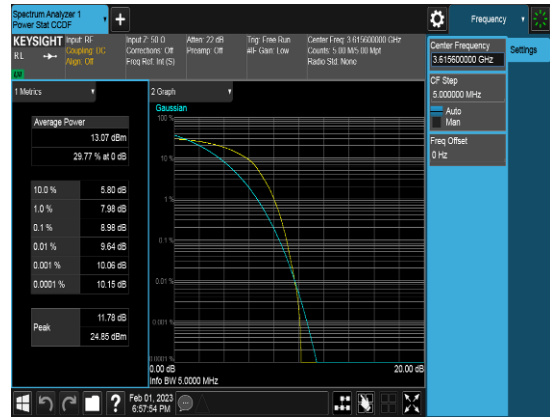 Spectrum Analyzer 1
Power Stat CCDF
+
Frequency
KEYSIGHT
RL
LXI
Input: RF
Coupling: DC
Align: Off
Input Z: 50 Ω
Corrections: Off
Freq Ref: Int (S)
Atten: 22 dB
Preamp: Off
Trig: Free Run
#IF Gain: Low
Center Freq: 3.615600000 GHz
Counts: 5.00 M/5.00 Mpt
Radio Std: None
Center Frequency
3.615600000 GHz
Settings
CF Step
5.000000 MHz
Auto
Man
Freq Offset
0 Hz
1 Metrics
2 Graph
Average Power
13.07 dBm
29.77 % at 0 dB
10.0 % 5.80 dB
1.0 % 7.98 dB
0.1 % 8.98 dB
0.01 % 9.64 dB
0.001 % 10.06 dB
0.0001 % 10.15 dB
Peak
11.78 dB
24.85 dBm
Gaussian
100 %
10 %
1 %
0.1 %
0.01 %
0.001 %
0.0001 %
0.00 dB
20.00 dB
Info BW 5.0000 MHz
?
Feb 01, 2023
6:57:54 PM